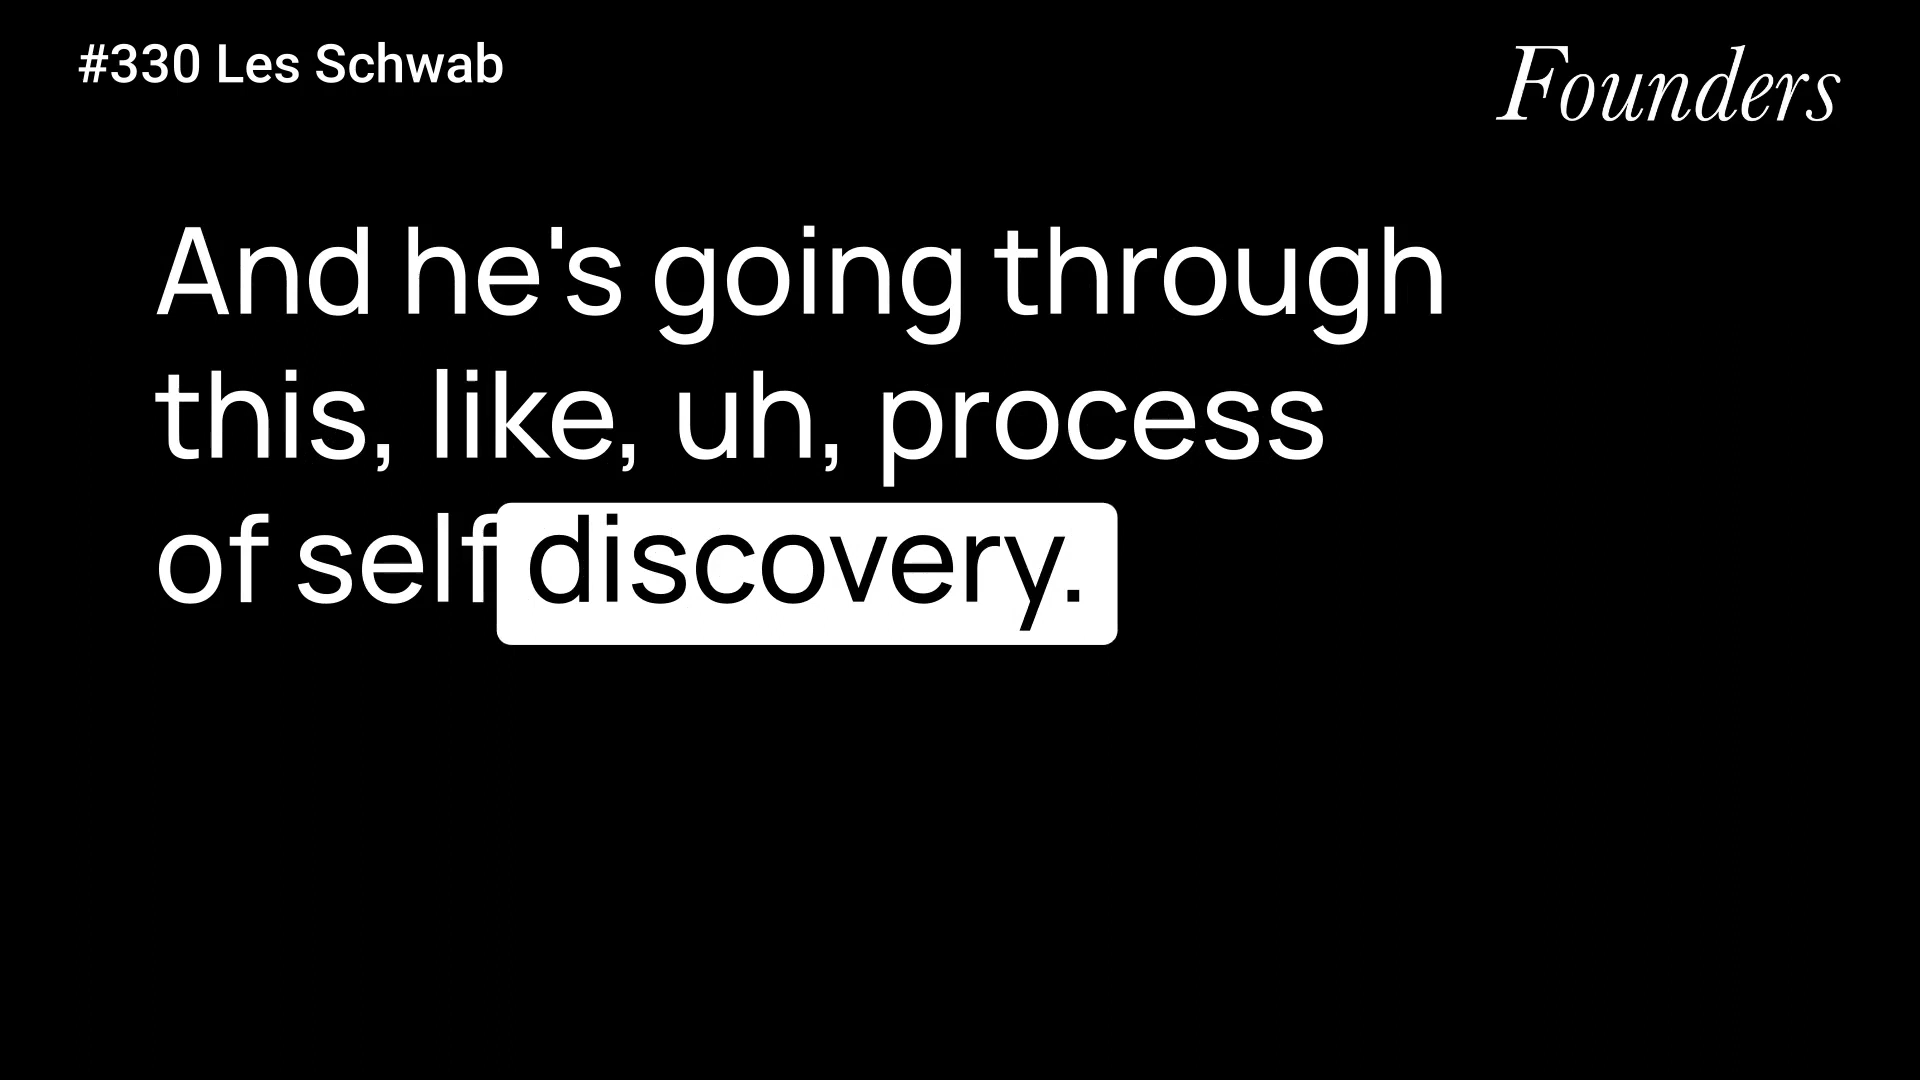 #330 Les Schwab
Founders
And he's going through
this, like, uh, process
of self discovery.